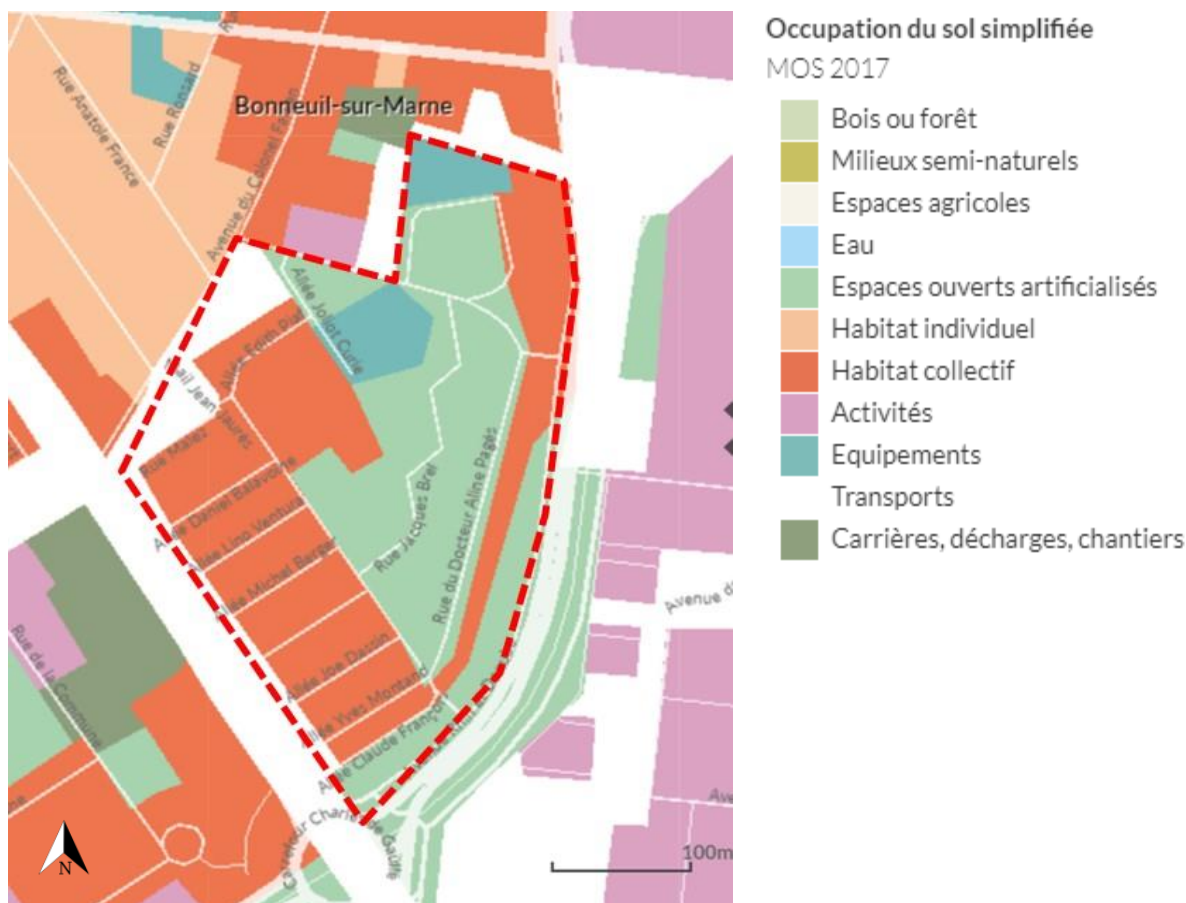 Occupation du sol simplifiée
MOS 2017
Bois ou forêt
Milieux semi-naturels
Espaces agricoles
Eau
Espaces ouverts artificialisés
Habitat individuel
Habitat collectif
Activités
Equipements
Transports
Carrières, décharges, chantiers
Bonneuil-sur-Marne
Rue Ronsard
Rue Anatole France
Avenue du Colonel Fabien
Allée Joliot Curie
Allée Edith Piaf
Mail Jean Jaurès
Rue Malez
Allée Daniel Balavoine
Allée Lino Ventura
Allée Michel Berger
Rue Jacques Brel
Rue du Docteur Aline Pagès
Allée Joe Dassin
Allée Yves Montand
Allée Claude François
Rue de la Commune
Carrefour Charles de Gaulle
Avenue d
Ave
100m
N